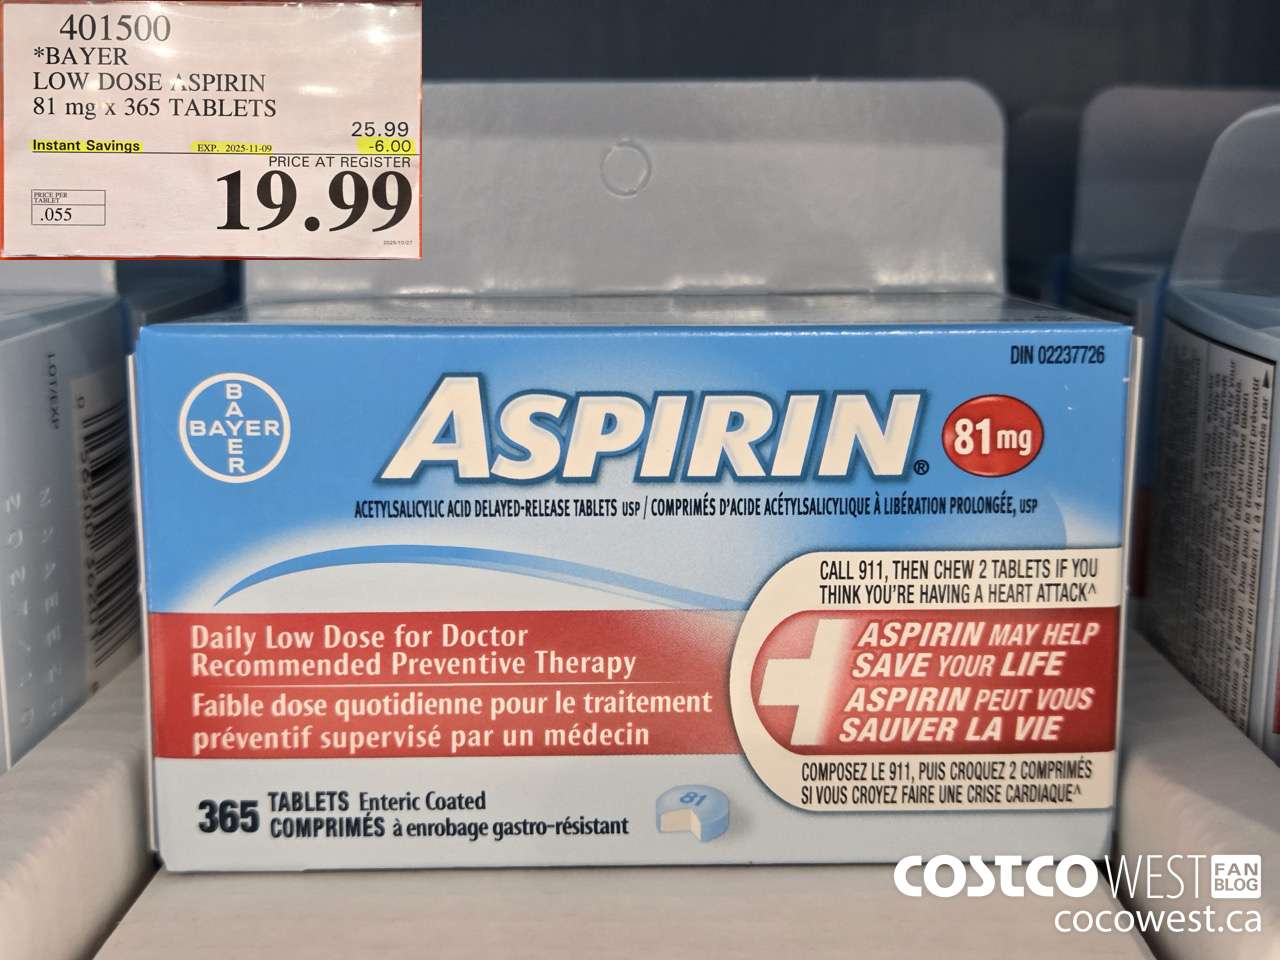 401500
*BAYER
LOW DOSE ASPIRIN
81 mg x 365 TABLETS
25.99
Instant Savings EXP. 2025-11-09 -6.00
PRICE AT REGISTER
19.99
PRICE PER
TABLET
.055
2025/10/27
DIN 02237726
BAYER
BAYER
ASPIRIN® 81mg
ACETYLSALICYLIC ACID DELAYED-RELEASE TABLETS USP / COMPRIMÉS D'ACIDE ACÉTYLSALICYLIQUE À LIBÉRATION PROLONGÉE, USP
CALL 911, THEN CHEW 2 TABLETS IF YOU
THINK YOU'RE HAVING A HEART ATTACK^
Daily Low Dose for Doctor
Recommended Preventive Therapy
Faible dose quotidienne pour le traitement
préventif supervisé par un médecin
ASPIRIN MAY HELP
SAVE YOUR LIFE
ASPIRIN PEUT VOUS
SAUVER LA VIE
COMPOSEZ LE 911, PUIS CROQUEZ 2 COMPRIMÉS
SI VOUS CROYEZ FAIRE UNE CRISE CARDIAQUE^
365 TABLETS Enteric Coated
COMPRIMÉS à enrobage gastro-résistant
81
LOT/EXP
COSTCO WEST FAN BLOG
cocowest.ca